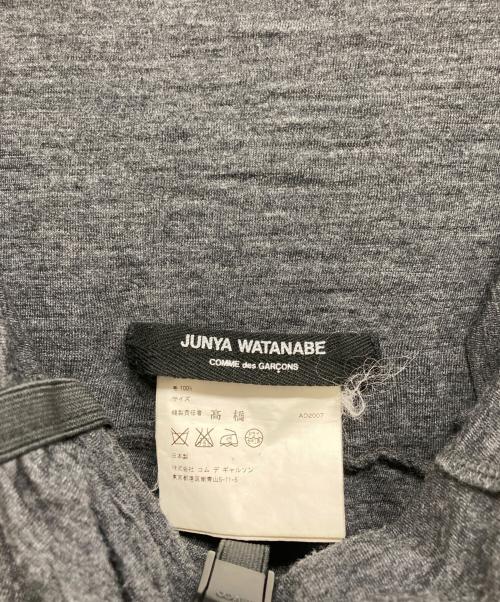 JUNYA WATANABE
COMME des GARÇONS
毛 100%
サイズ
縫製責任者 高橋 AD2007
日本製
株式会社 コム デ ギャルソン
東京都港区南青山5-11-5